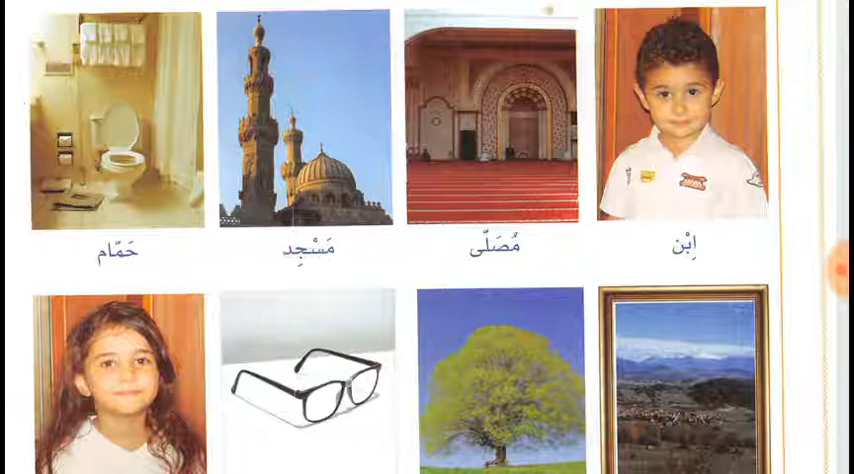 اِبْن
مُصَلّى
مَسْجِد
حَمّام